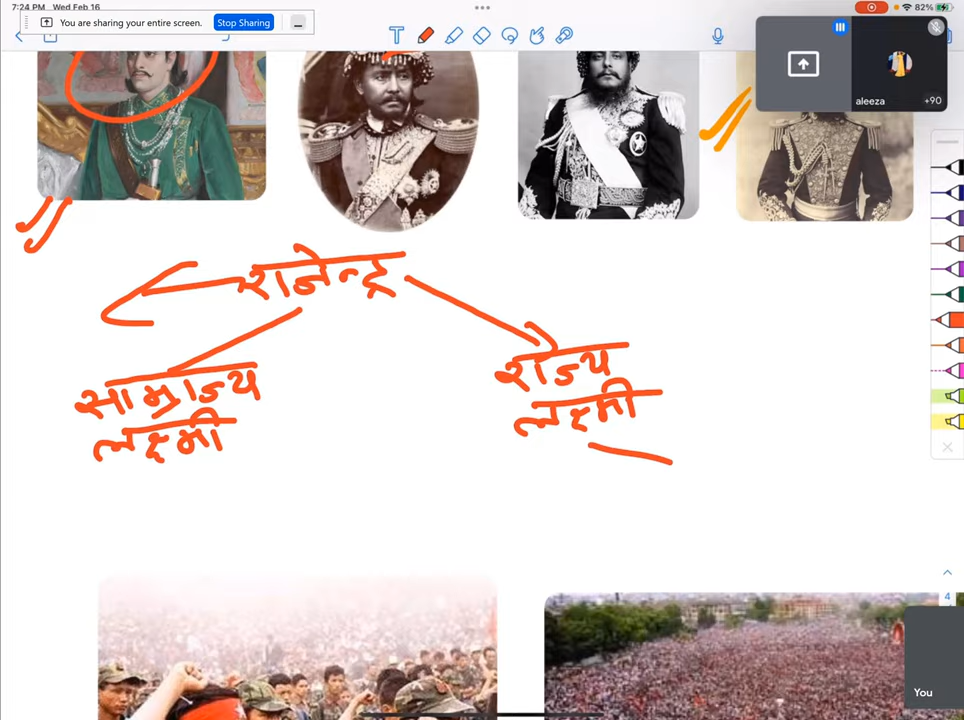 7:24 PM Wed Feb 16
82%
You are sharing your entire screen.
Stop Sharing
aleeza
+90
राजेन्द्र
साम्राज्य
लक्ष्मी
राज्य
लक्ष्मी
4
You